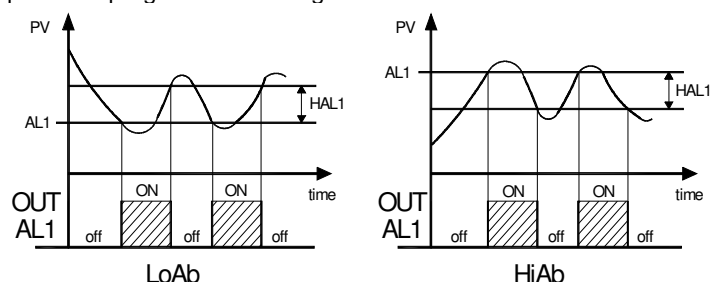 PV
HAL1
AL1
time
OUT
AL1
off
ON
off
ON
off
LoAb
PV
AL1
HAL1
time
OUT
AL1
off
ON
off
ON
off
HiAb